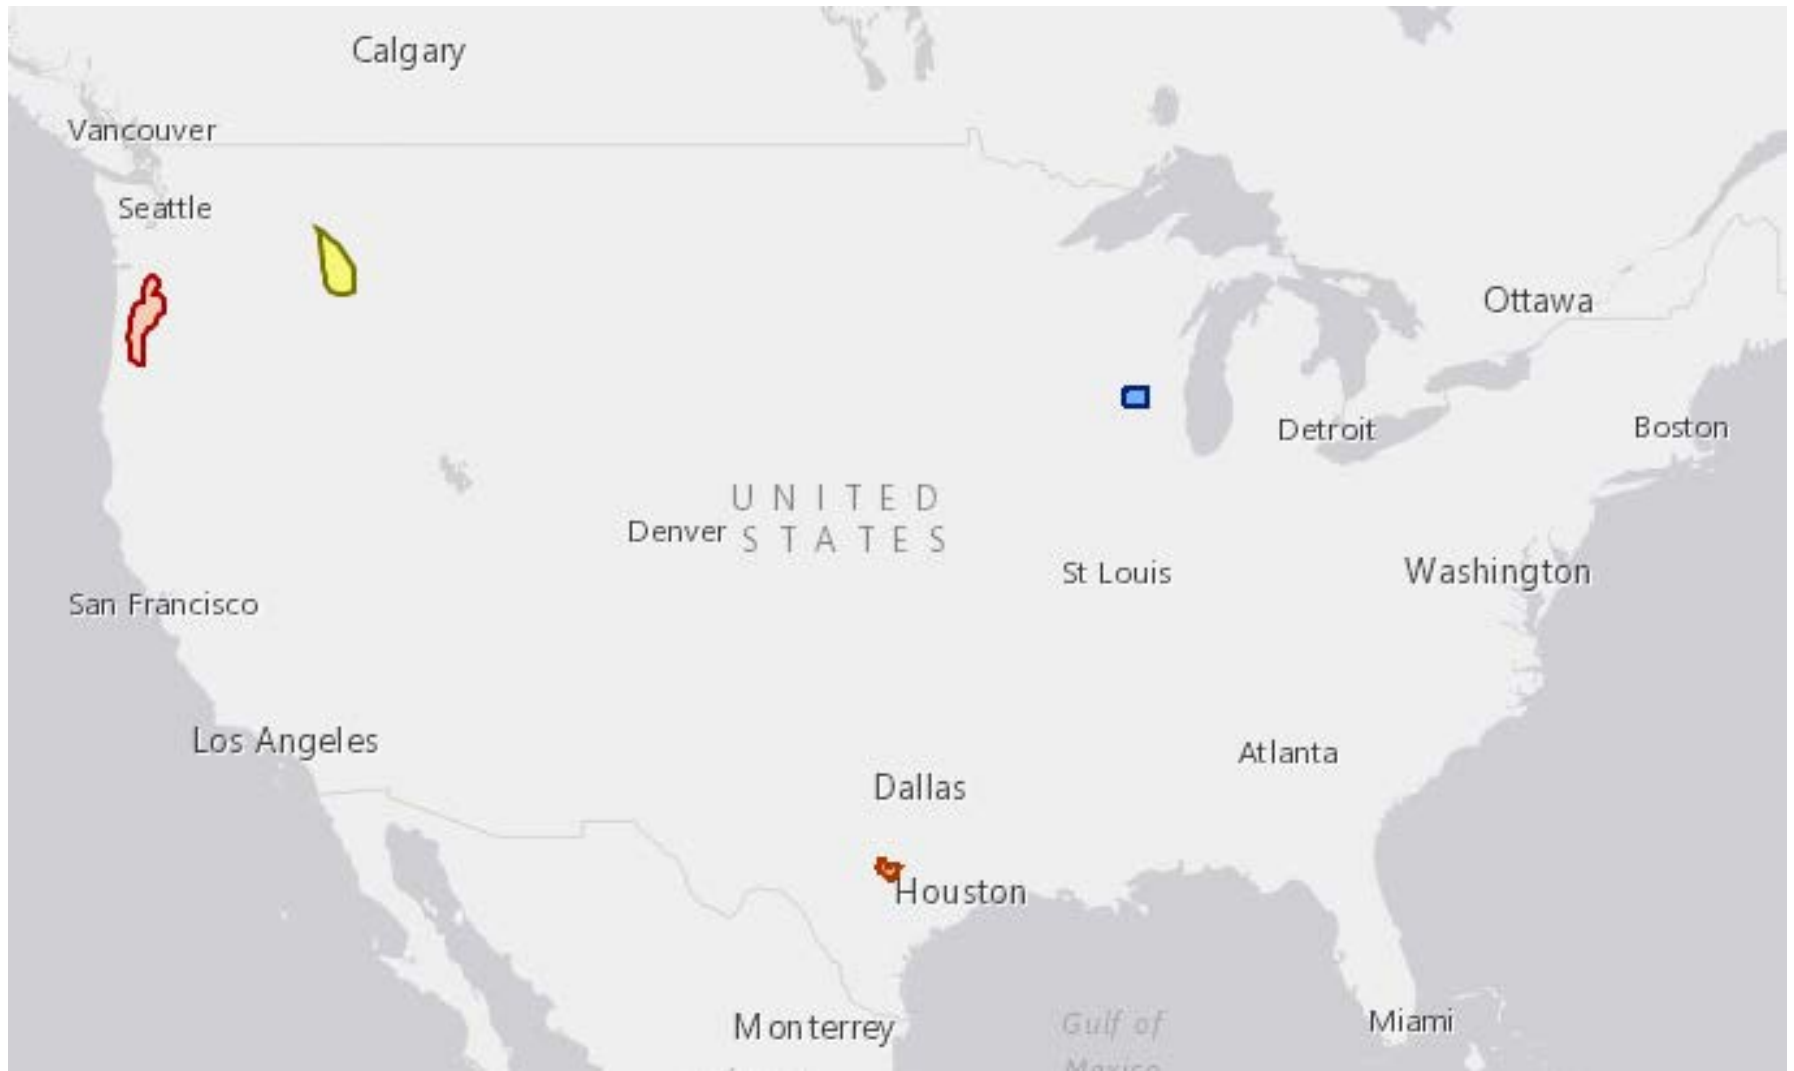 Calgary
Vancouver
Seattle
Ottawa
Detroit
Boston
UNITED
Denver
STATES
St Louis
Washington
San Francisco
Los Angeles
Atlanta
Dallas
Houston
Monterrey
Gulf of
Mexico
Miami